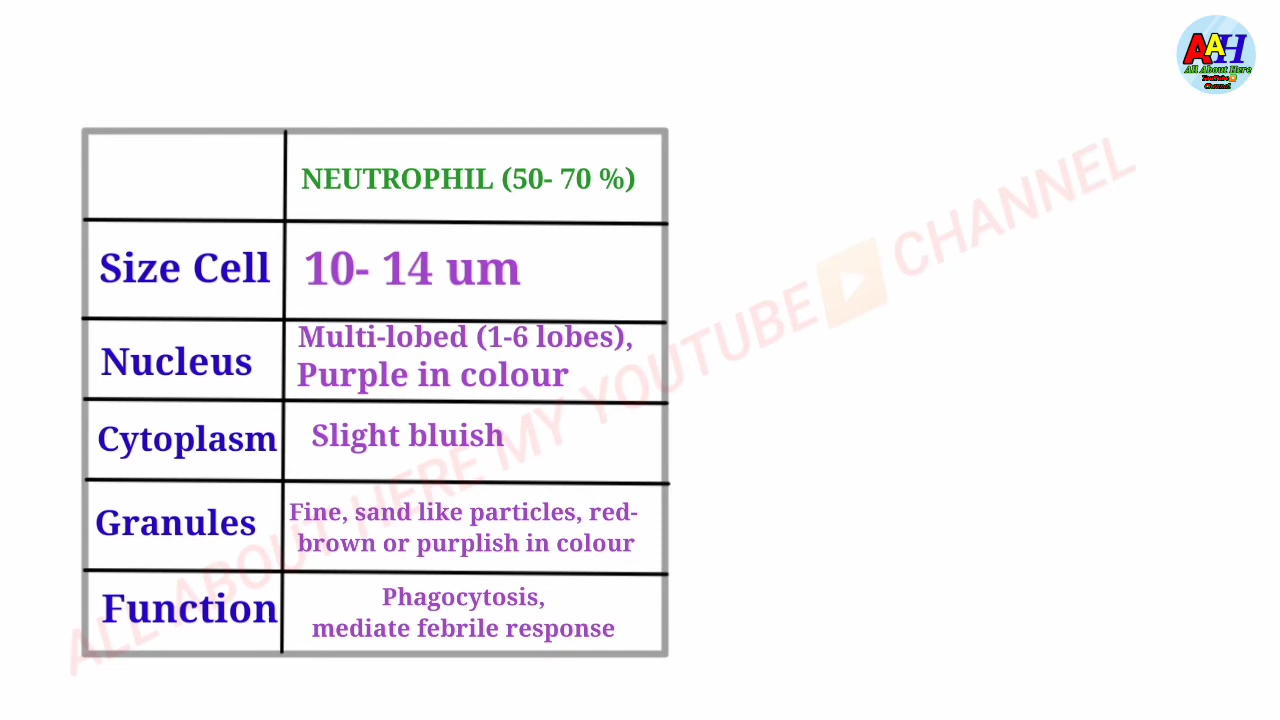 AAH
All About Here
YouTube
Channel
NEUTROPHIL (50- 70 %)
Size Cell
10- 14 um
Nucleus
Multi-lobed (1-6 lobes),
Purple in colour
Cytoplasm
Slight bluish
Granules
Fine, sand like particles, red-
brown or purplish in colour
Function
Phagocytosis,
mediate febrile response
ALL ABOUT HERE MY YOUTUBE CHANNEL